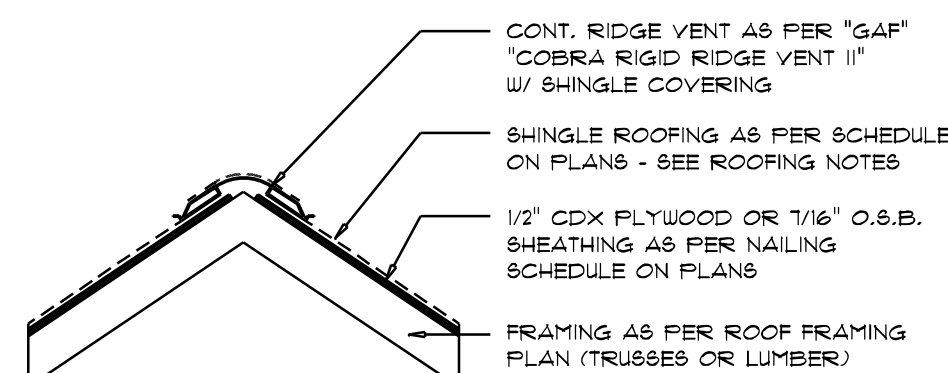 CONT. RIDGE VENT AS PER "GAF"
"COBRA RIGID RIDGE VENT II"
W/ SHINGLE COVERING
SHINGLE ROOFING AS PER SCHEDULE
ON PLANS - SEE ROOFING NOTES
1/2" CDX PLYWOOD OR 7/16" O.S.B.
SHEATHING AS PER NAILING
SCHEDULE ON PLANS
FRAMING AS PER ROOF FRAMING
PLAN (TRUSSES OR LUMBER)